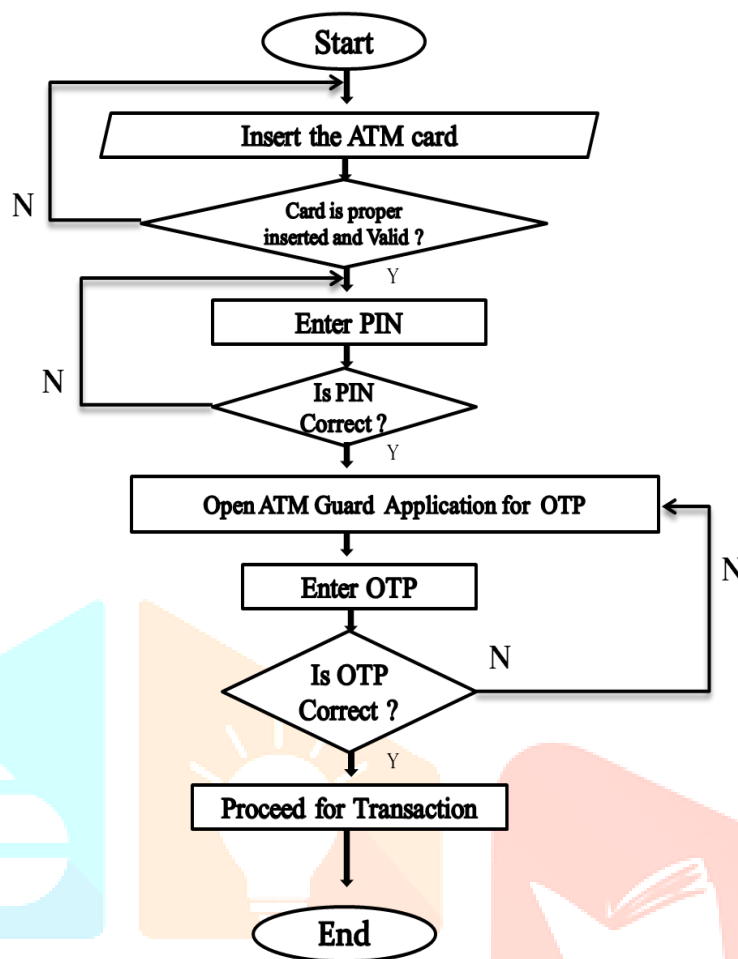 Start
Insert the ATM card
N
Card is proper
inserted and Valid ?
Y
Enter PIN
N
Is PIN
Correct ?
Y
Open ATM Guard Application for OTP
N
Enter OTP
N
Is OTP
Correct ?
Y
Proceed for Transaction
End